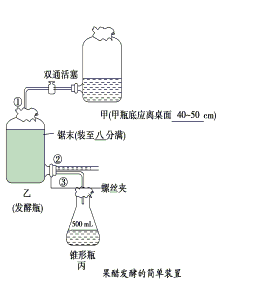 双通活塞
①
甲(甲瓶底应离桌面 40~50 cm)
锯末(装至八分满)
②
③
乙
(发酵瓶)
螺丝夹
500 mL
锥形瓶
丙
果醋发酵的简单装置